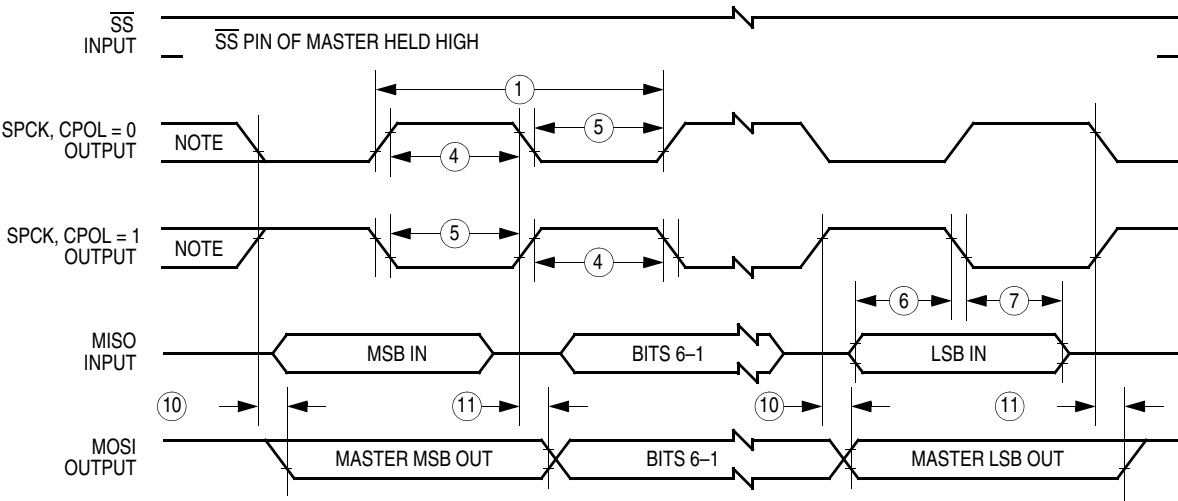 SS
INPUT
SS PIN OF MASTER HELD HIGH
1
SPCK, CPOL = 0
OUTPUT
NOTE
5
4
SPCK, CPOL = 1
OUTPUT
NOTE
5
4
6
7
MISO
INPUT
MSB IN
BITS 6–1
LSB IN
10
11
10
11
MOSI
OUTPUT
MASTER MSB OUT
BITS 6–1
MASTER LSB OUT